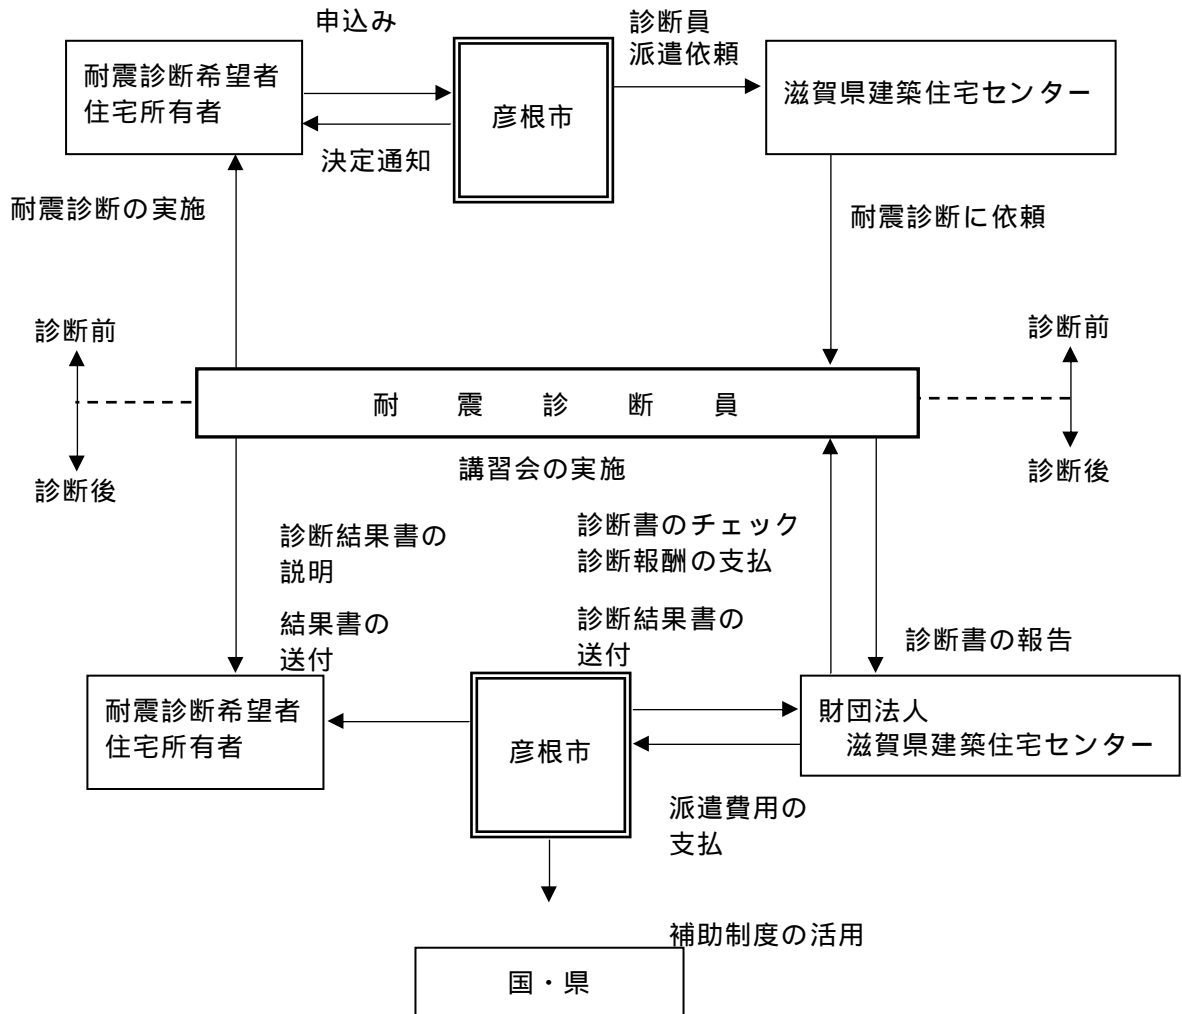 申込み
診断員
派遣依頼
耐震診断希望者
住宅所有者
彦根市
滋賀県建築住宅センター
決定通知
耐震診断の実施
耐震診断に依頼
診断前
診断前
耐震診断員
診断後
診断後
講習会の実施
診断結果書の
説明
診断書のチェック
診断報酬の支払
結果書の
送付
診断結果書の
送付
診断書の報告
耐震診断希望者
住宅所有者
彦根市
財団法人
滋賀県建築住宅センター
派遣費用の
支払
補助制度の活用
国・県